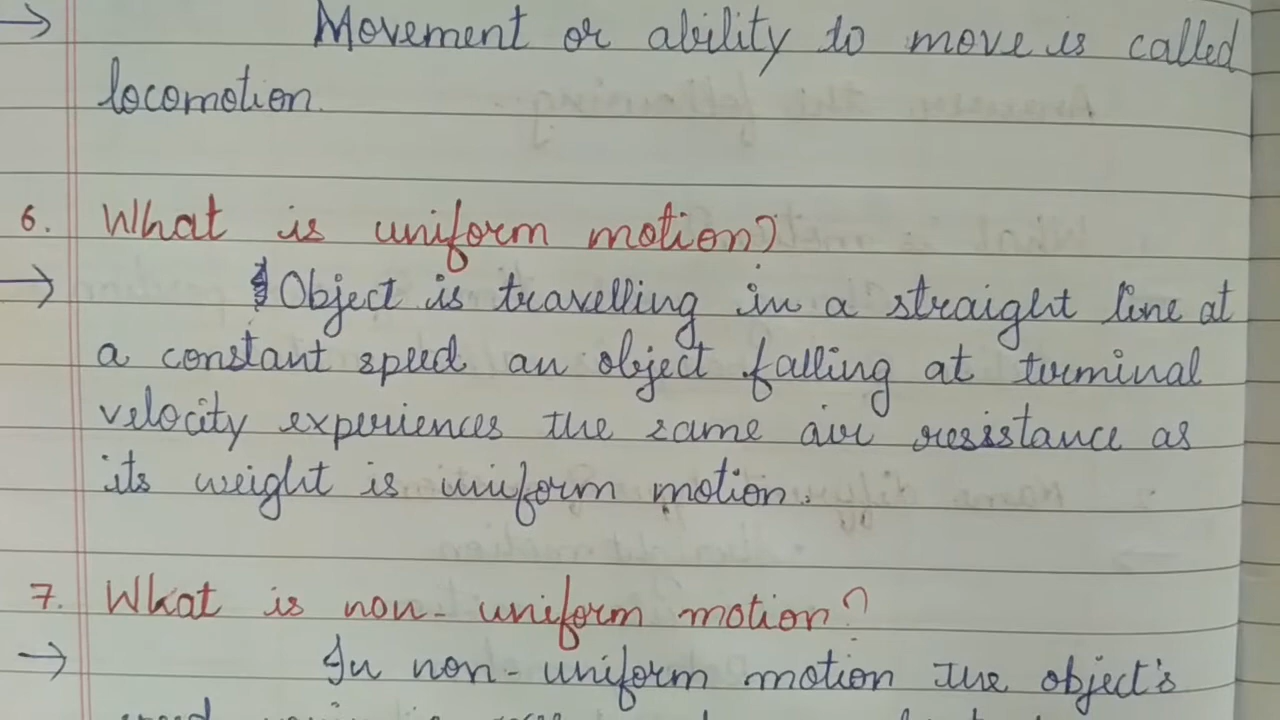 → Movement or ability to move is called
locomotion.
6. What is uniform motion?
→ Object is travelling in a straight line at
a constant speed an object falling at terminal
velocity experiences the same air resistance as
its weight is uniform motion.
7. What is non-uniform motion?
→ In non-uniform motion the object's